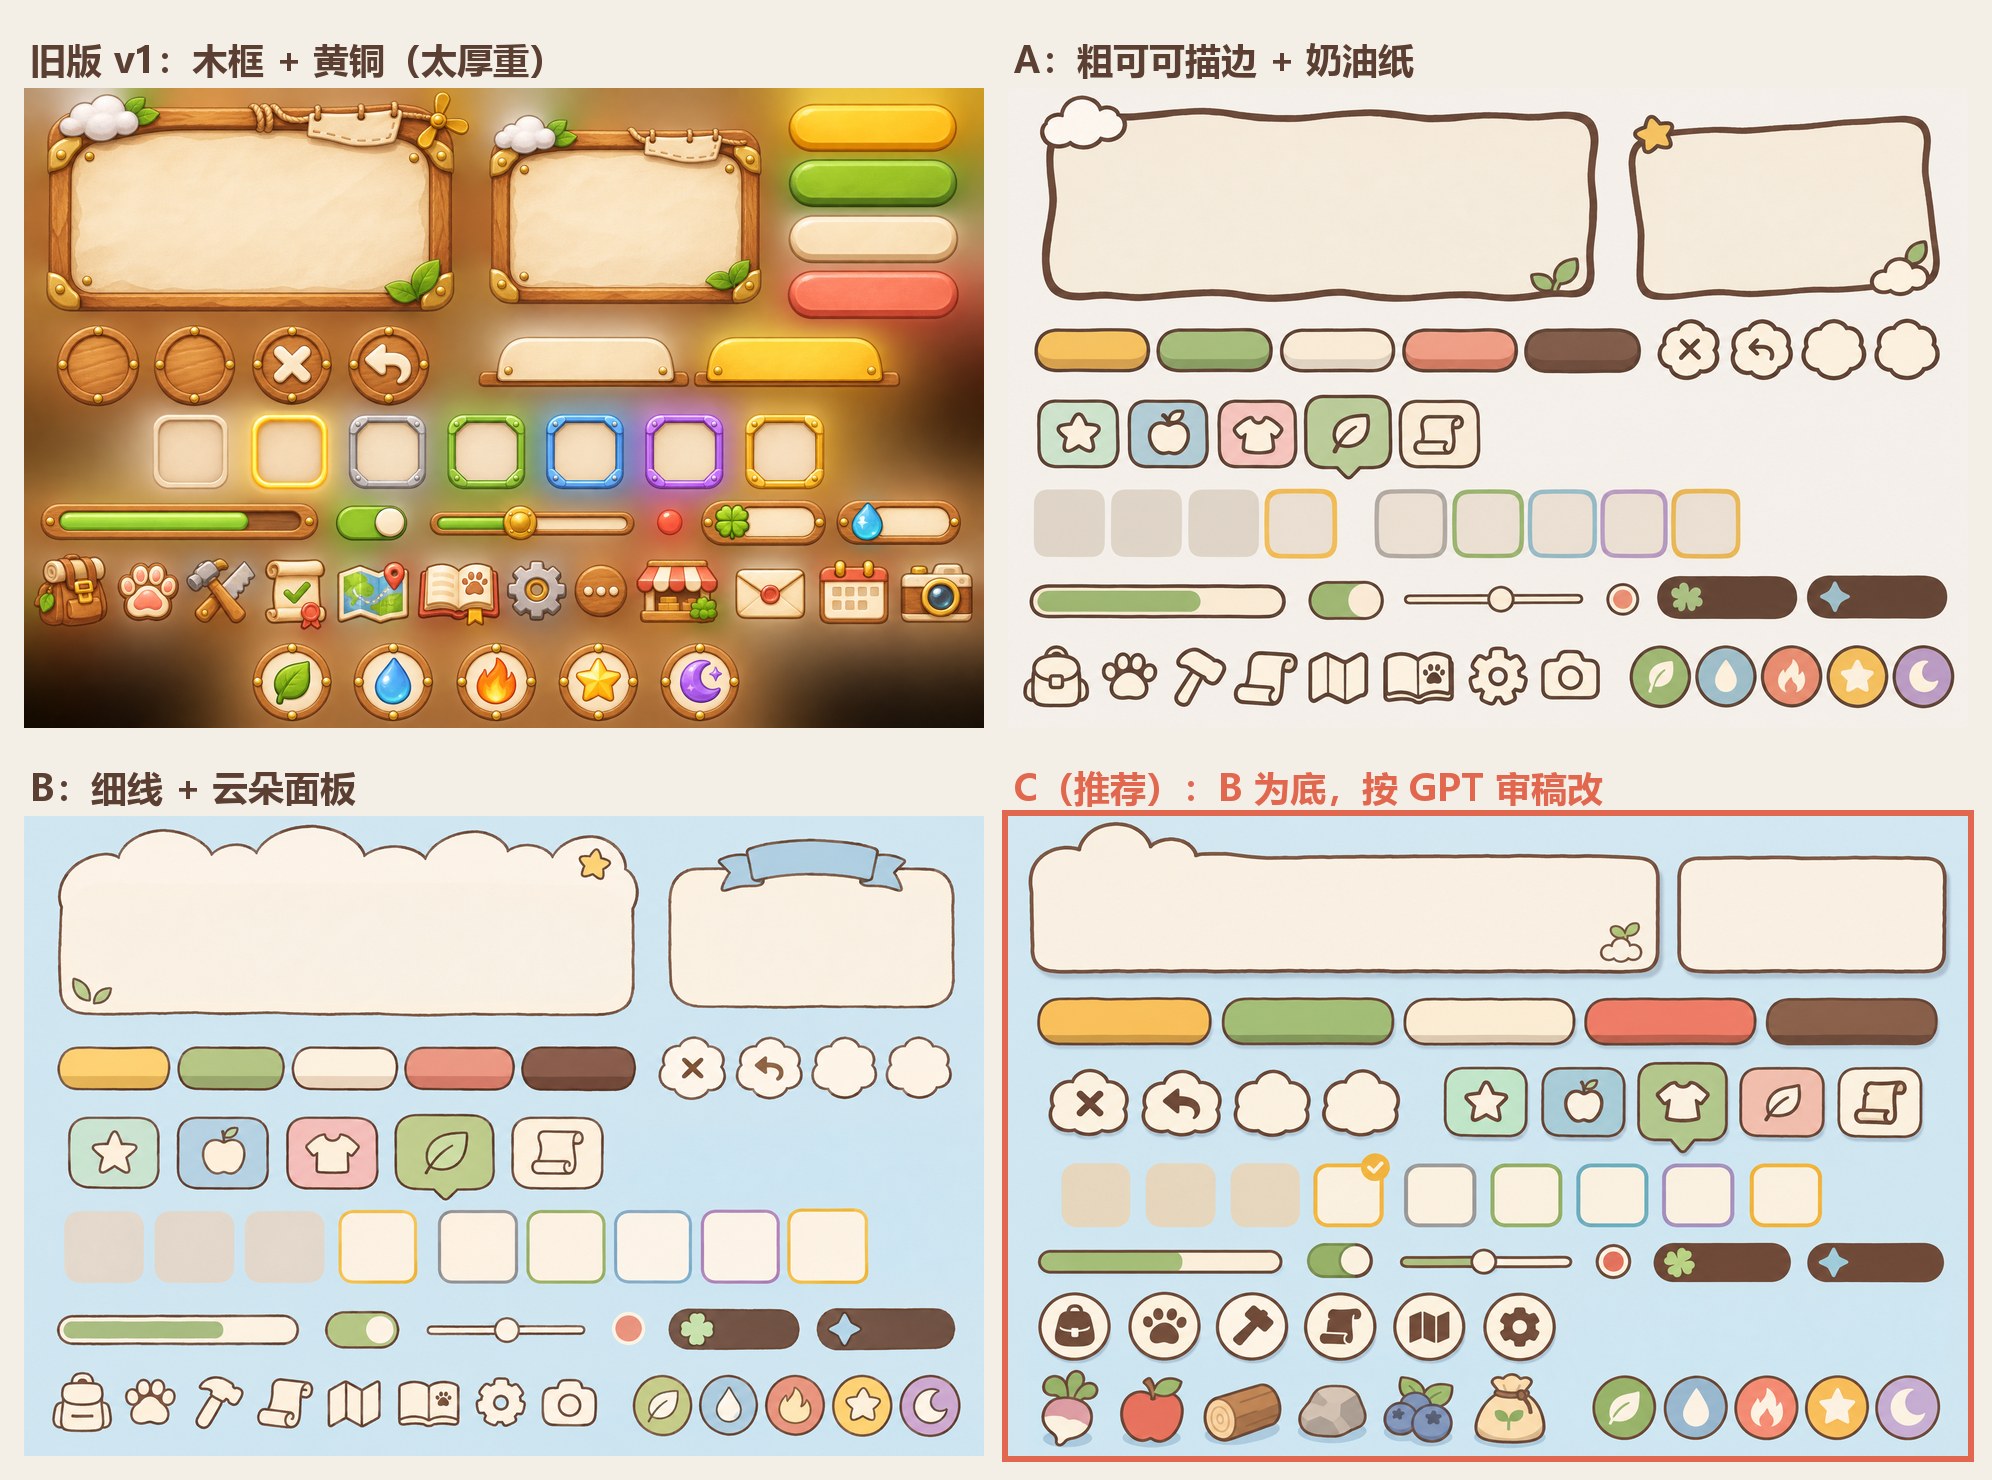 旧版 v1：木框 + 黄铜（太厚重）
A：粗可可描边 + 奶油纸
B：细线 + 云朵面板
C（推荐）：B 为底，按 GPT 审稿改